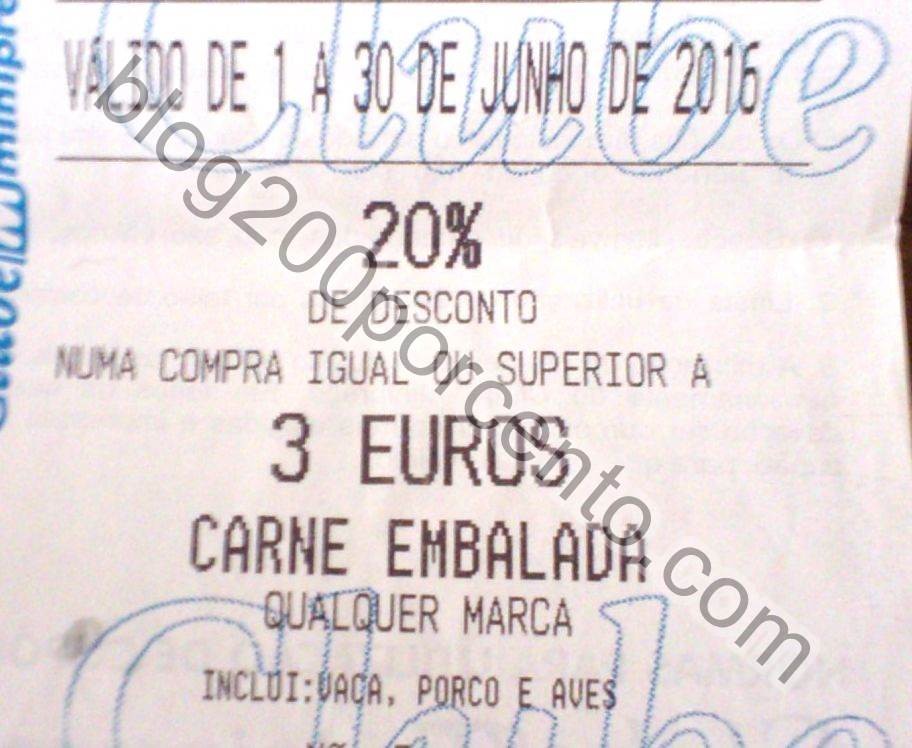 VÁLIDO DE 1 A 30 DE JUNHO DE 2016
20%
DE DESCONTO
NUMA COMPRA IGUAL OU SUPERIOR A
3 EUROS
CARNE EMBALADA
QUALQUER MARCA
INCLUI:VACA, PORCO E AVES
Clube
Clube
minipre
blog200porcento.com